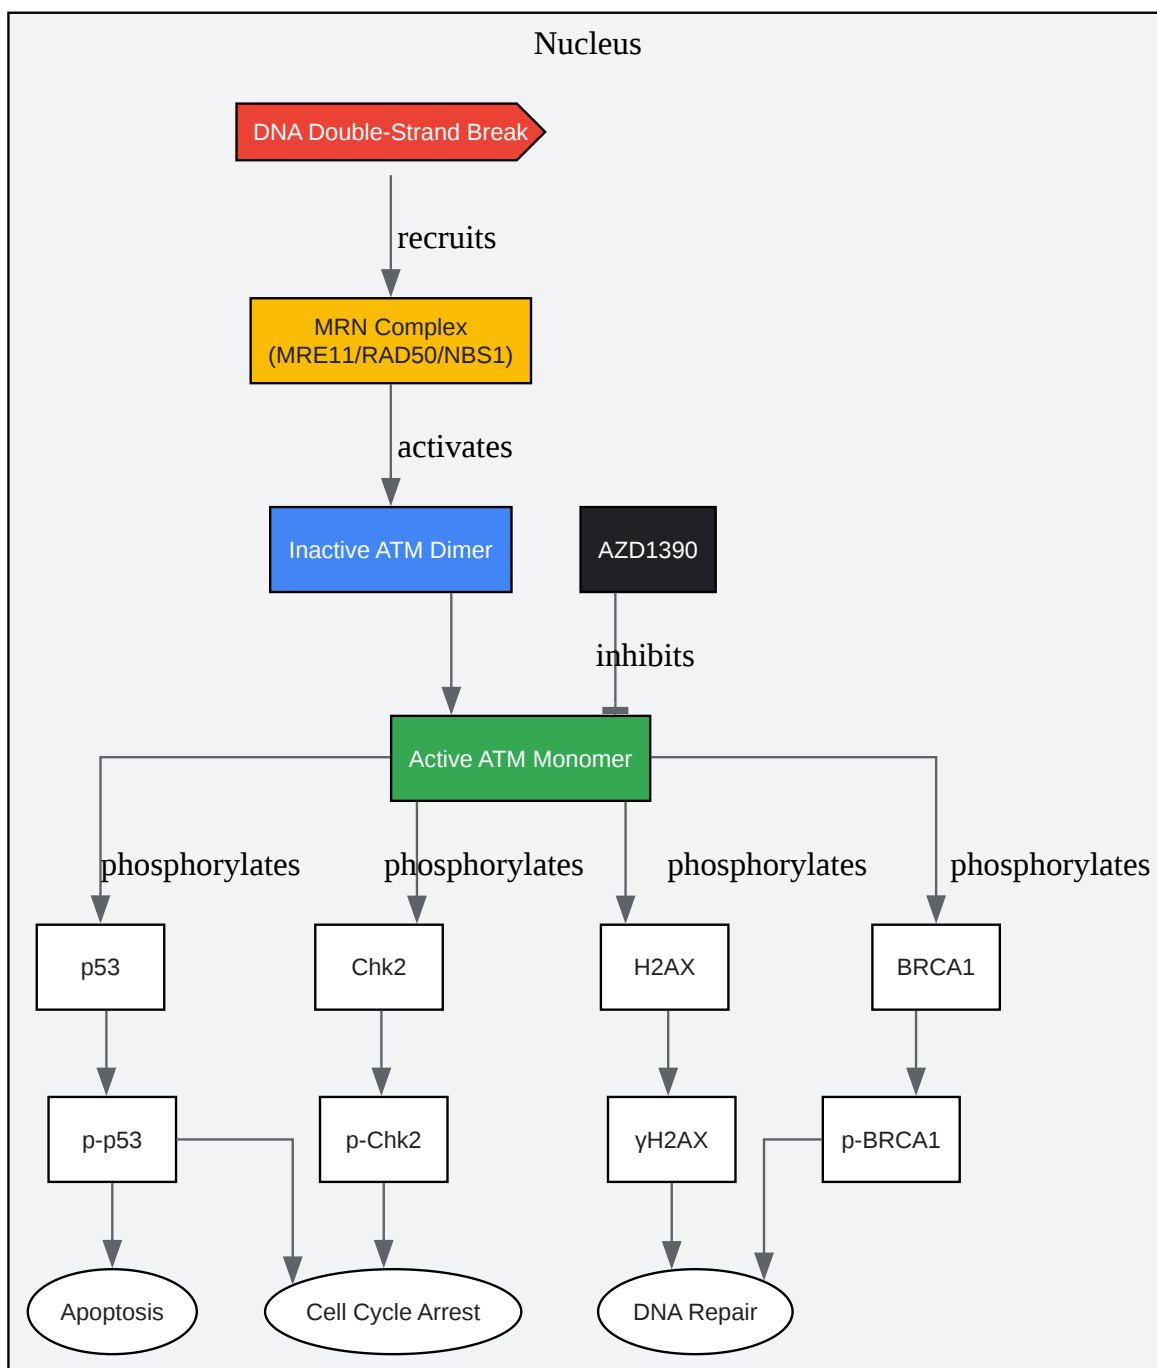 Nucleus
DNA Double-Strand Break
recruits
MRN Complex
(MRE11/RAD50/NBS1)
activates
Inactive ATM Dimer
AZD1390
inhibits
Active ATM Monomer
phosphorylates
phosphorylates
phosphorylates
phosphorylates
p53
Chk2
H2AX
BRCA1
p-p53
p-Chk2
γH2AX
p-BRCA1
Apoptosis
Cell Cycle Arrest
DNA Repair